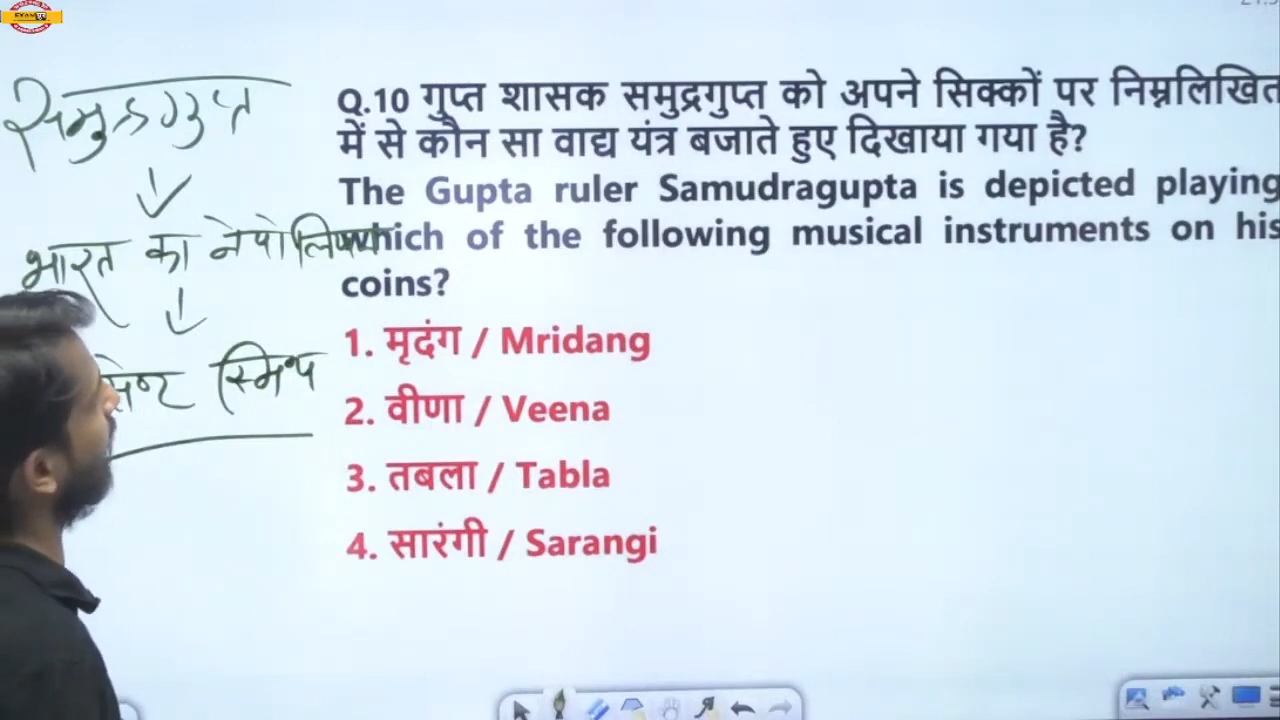 EXAM
समुद्रगुप्त
भारत का नेपोलियन
स्मिथ
Q.10 गुप्त शासक समुद्रगुप्त को अपने सिक्कों पर निम्नलिखित
में से कौन सा वाद्य यंत्र बजाते हुए दिखाया गया है?
The Gupta ruler Samudragupta is depicted playing
which of the following musical instruments on his
coins?
1. मृदंग / Mridang
2. वीणा / Veena
3. तबला / Tabla
4. सारंगी / Sarangi